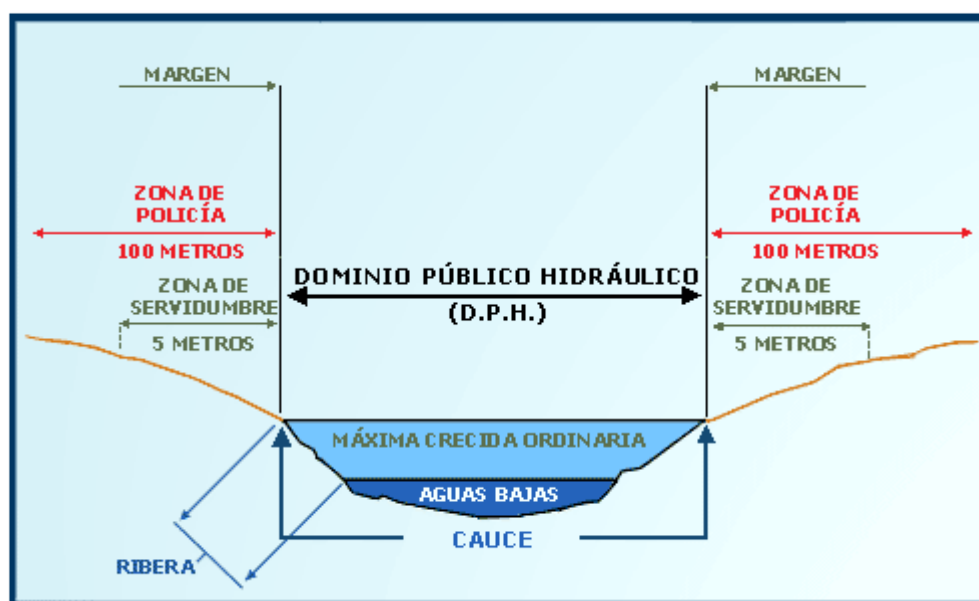 MARGEN
MARGEN
ZONA DE
POLICÍA
100 METROS
ZONA DE
POLICÍA
100 METROS
ZONA DE
SERVIDUMBRE
5 METROS
DOMINIO PÚBLICO HIDRÁULICO
(D.P.H.)
ZONA DE
SERVIDUMBRE
5 METROS
MÁXIMA CRECIDA ORDINARIA
AGUAS BAJAS
CAUCE
RIBERA